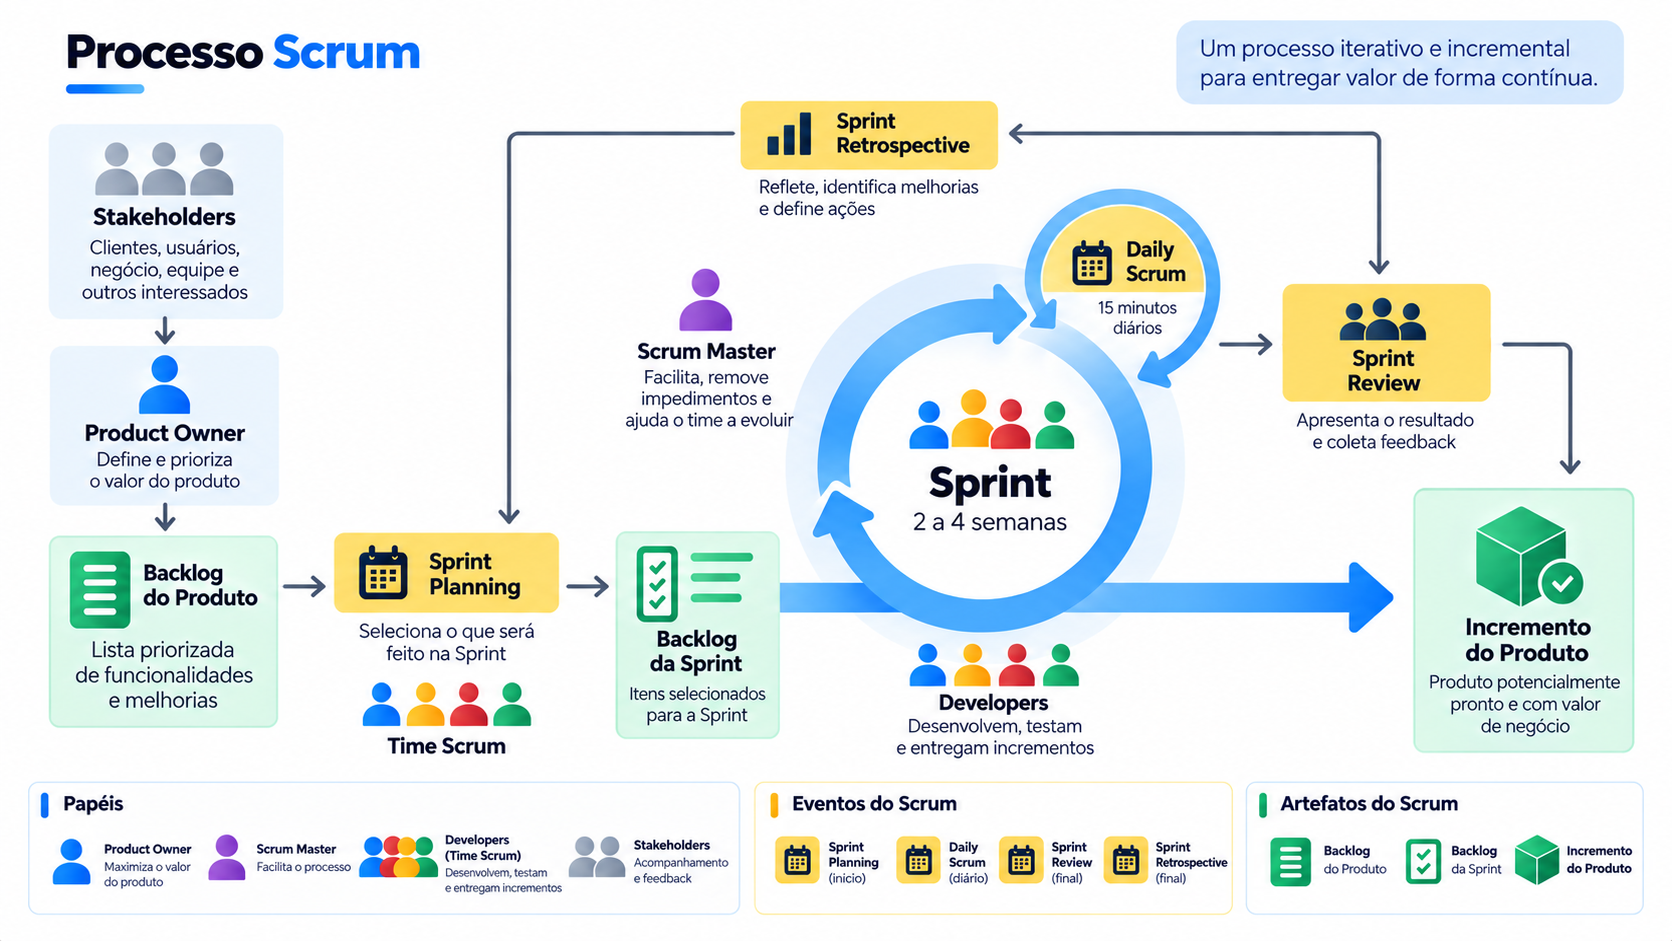 Processo Scrum
Um processo iterativo e incremental
para entregar valor de forma contínua.
Stakeholders
Clientes, usuários,
negócio, equipe e
outros interessados
Product Owner
Define e prioriza
o valor do produto
Backlog
do Produto
Lista priorizada
de funcionalidades
e melhorias
Sprint
Planning
Seleciona o que será
feito na Sprint
Time Scrum
Backlog
da Sprint
Itens selecionados
para a Sprint
Sprint
Retrospective
Reflete, identifica melhorias
e define ações
Scrum Master
Facilita, remove
impedimentos e
ajuda o time a evoluir
Daily
Scrum
15 minutos
diários
Sprint
2 a 4 semanas
Developers
Desenvolvem, testam
e entregam incrementos
Sprint
Review
Apresenta o resultado
e coleta feedback
Incremento
do Produto
Produto potencialmente
pronto e com valor
de negócio
Papéis
Product Owner
Maximiza o valor
do produto
Scrum Master
Facilita o processo
Developers
(Time Scrum)
Desenvolvem, testam
e entregam incrementos
Stakeholders
Acompanhamento
e feedback
Eventos do Scrum
Sprint
Planning
(inicio)
Daily
Scrum
(diário)
Sprint
Review
(final)
Sprint
Retrospective
(final)
Artefatos do Scrum
Backlog
do Produto
Backlog
da Sprint
Incremento
do Produto